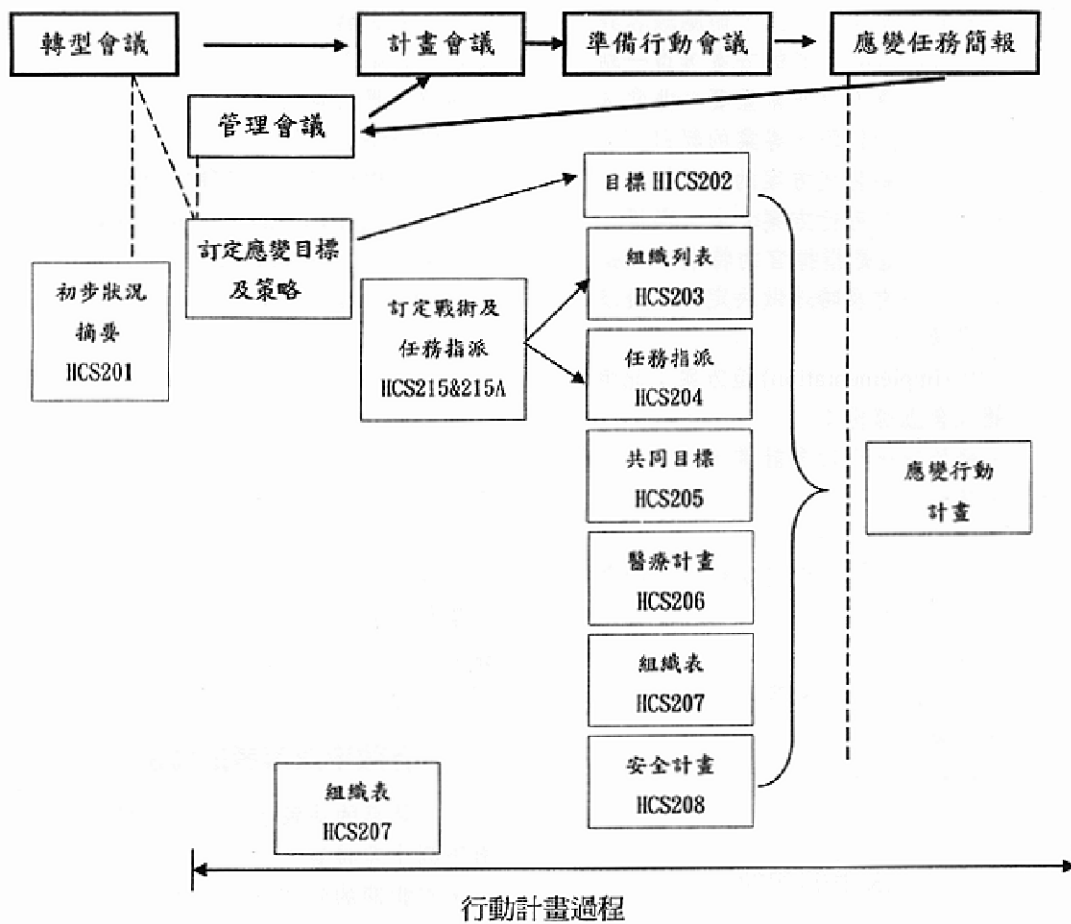 轉型會議
計畫會議
準備行動會議
應變任務簡報
管理會議
目標 HICS202
訂定應變目標
及策略
組織列表
HCS203
初步狀況
摘要
HCS201
訂定戰術及
任務指派
HCS215&215A
任務指派
HCS204
共同目標
HCS205
應變行動
計畫
醫療計畫
HCS206
組織表
HCS207
安全計畫
HCS208
組織表
HCS207
行動計畫過程